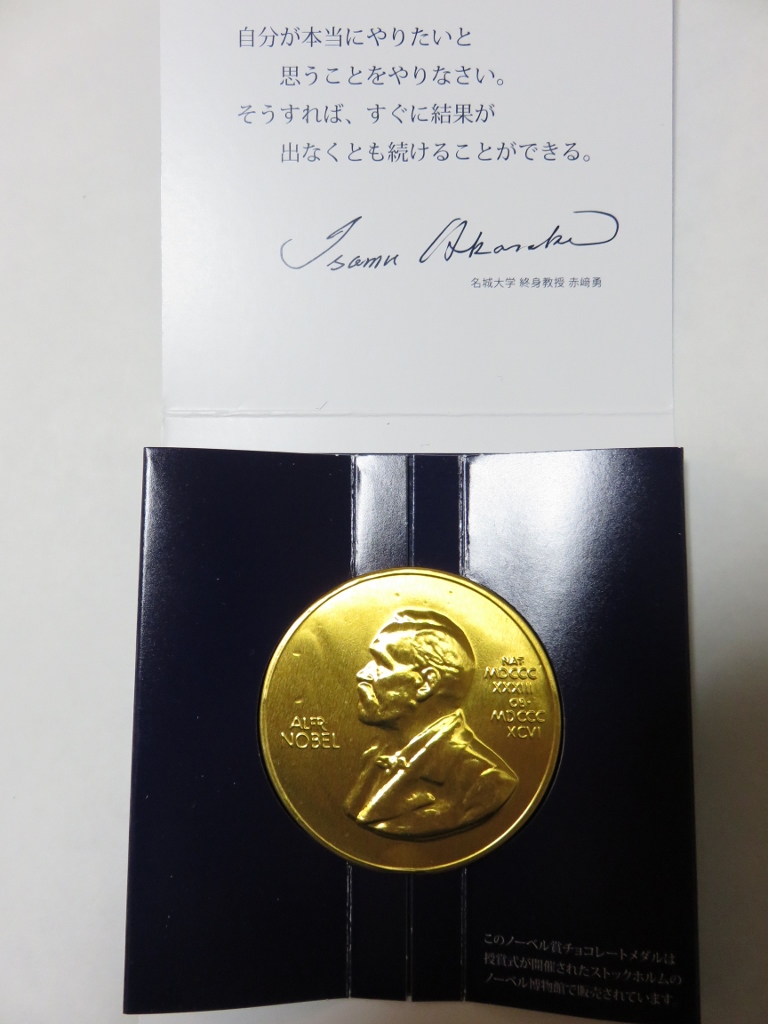 自分が本当にやりたいと
思うことをやりなさい。
そうすれば、すぐに結果が
出なくとも続けることができる。
Isamu Akasaki
名城大学 終身教授 赤﨑勇
ALFR
NOBEL
NAT
MDCCC
XXXIII
OB
MDCCC
XCVI
このノーベル賞チョコレートメダルは
授賞式が開催されたストックホルムの
ノーベル博物館で販売されています。